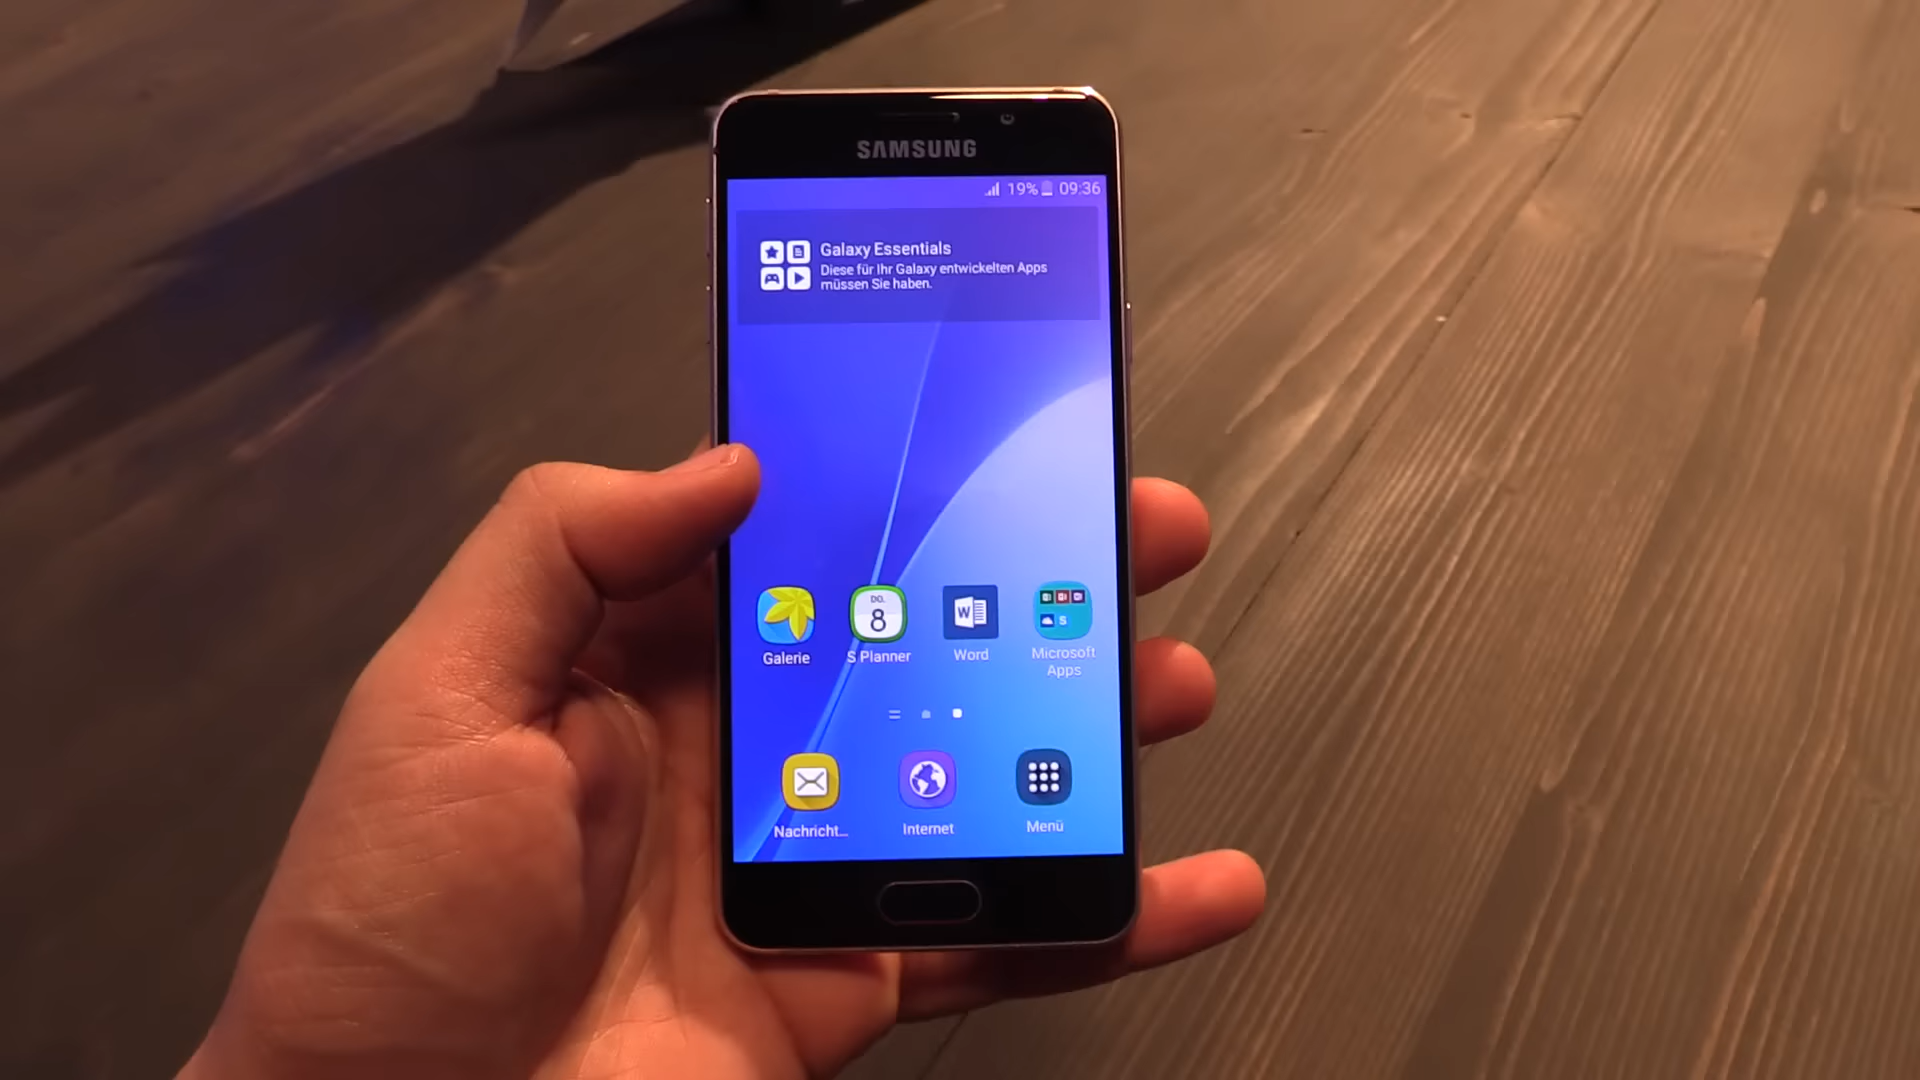 SAMSUNG
19% 09:36
Galaxy Essentials
Diese für Ihr Galaxy entwickelten Apps
müssen Sie haben.
DO.
8
W
S
Galerie
S Planner
Word
Microsoft
Apps
Nachricht...
Internet
Menü